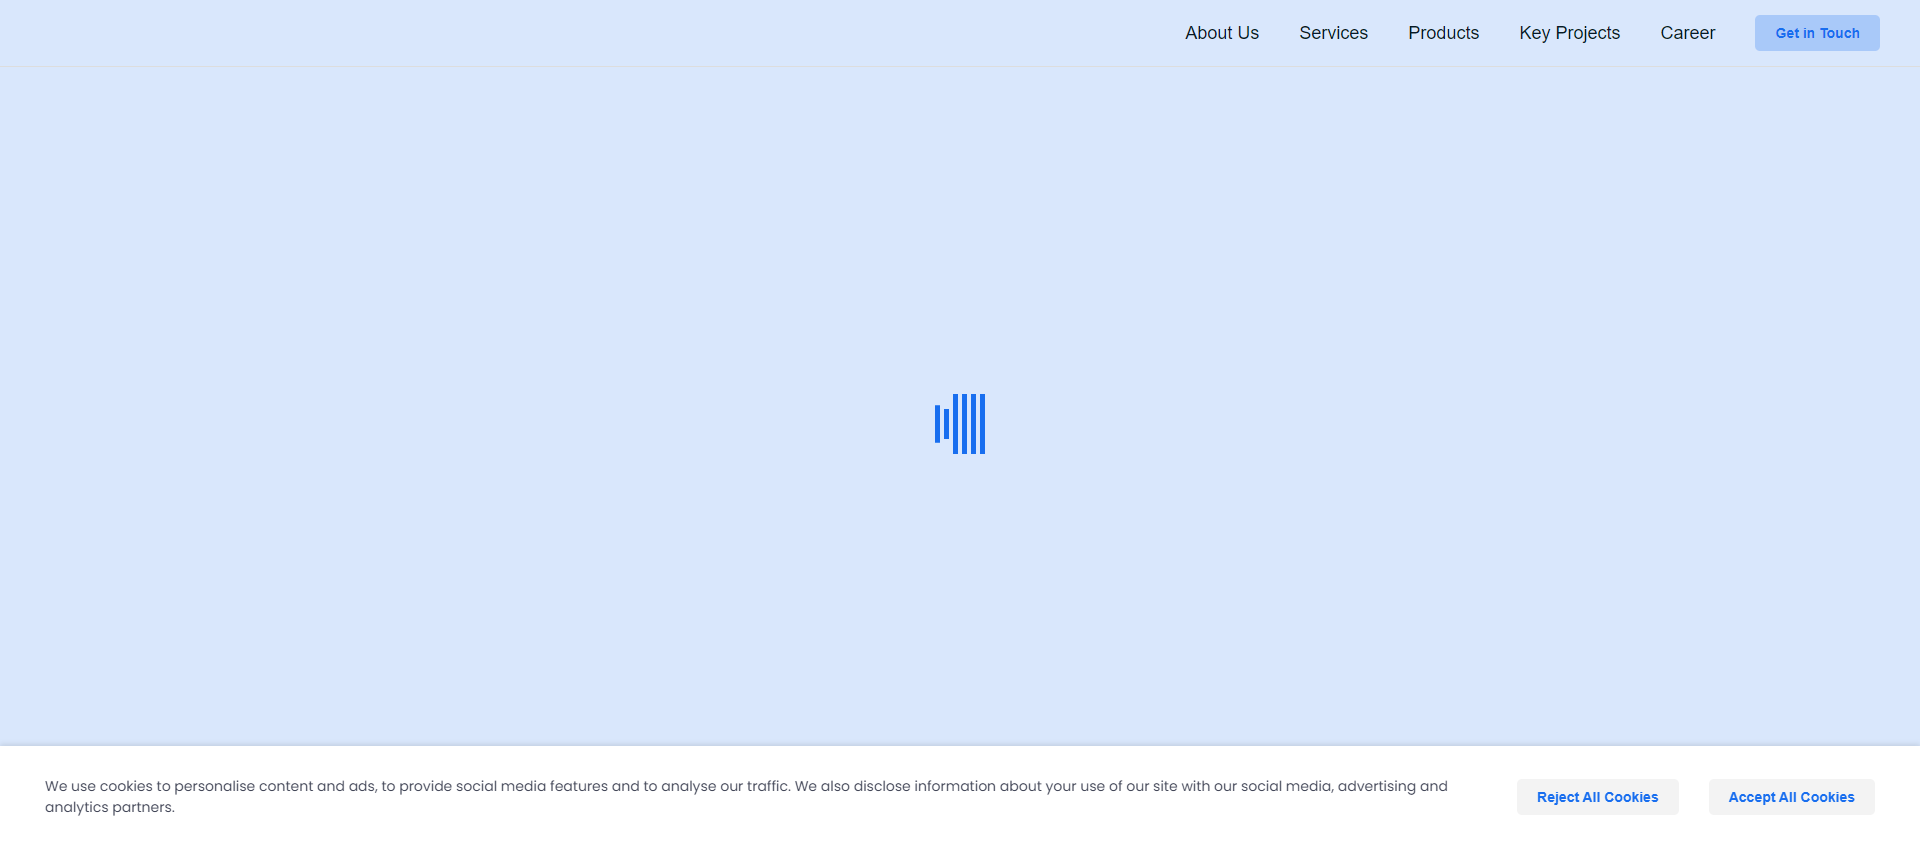 About Us Services Products Key Projects Career Get in Touch
We use cookies to personalise content and ads, to provide social media features and to analyse our traffic. We also disclose information about your use of our site with our social media, advertising and
analytics partners.
Reject All Cookies Accept All Cookies